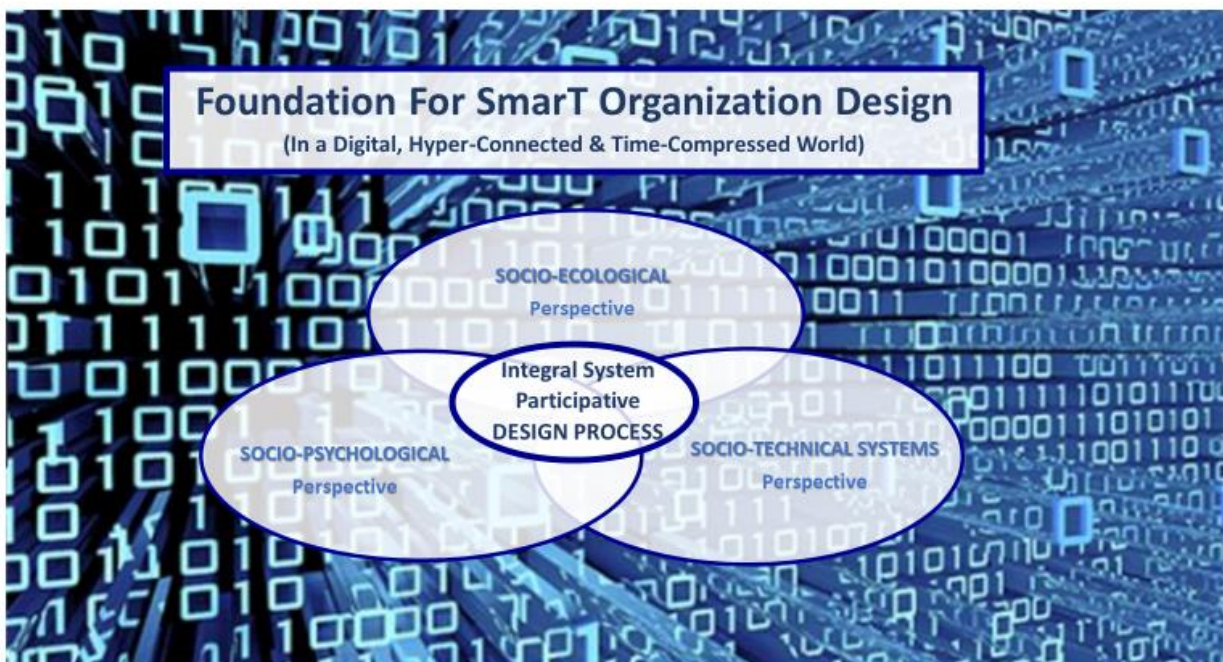 Foundation For SmarT Organization Design
(In a Digital, Hyper-Connected & Time-Compressed World)
SOCIO-ECOLOGICAL
Perspective
Integral System
Participative
DESIGN PROCESS
SOCIO-PSYCHOLOGICAL
Perspective
SOCIO-TECHNICAL SYSTEMS
Perspective